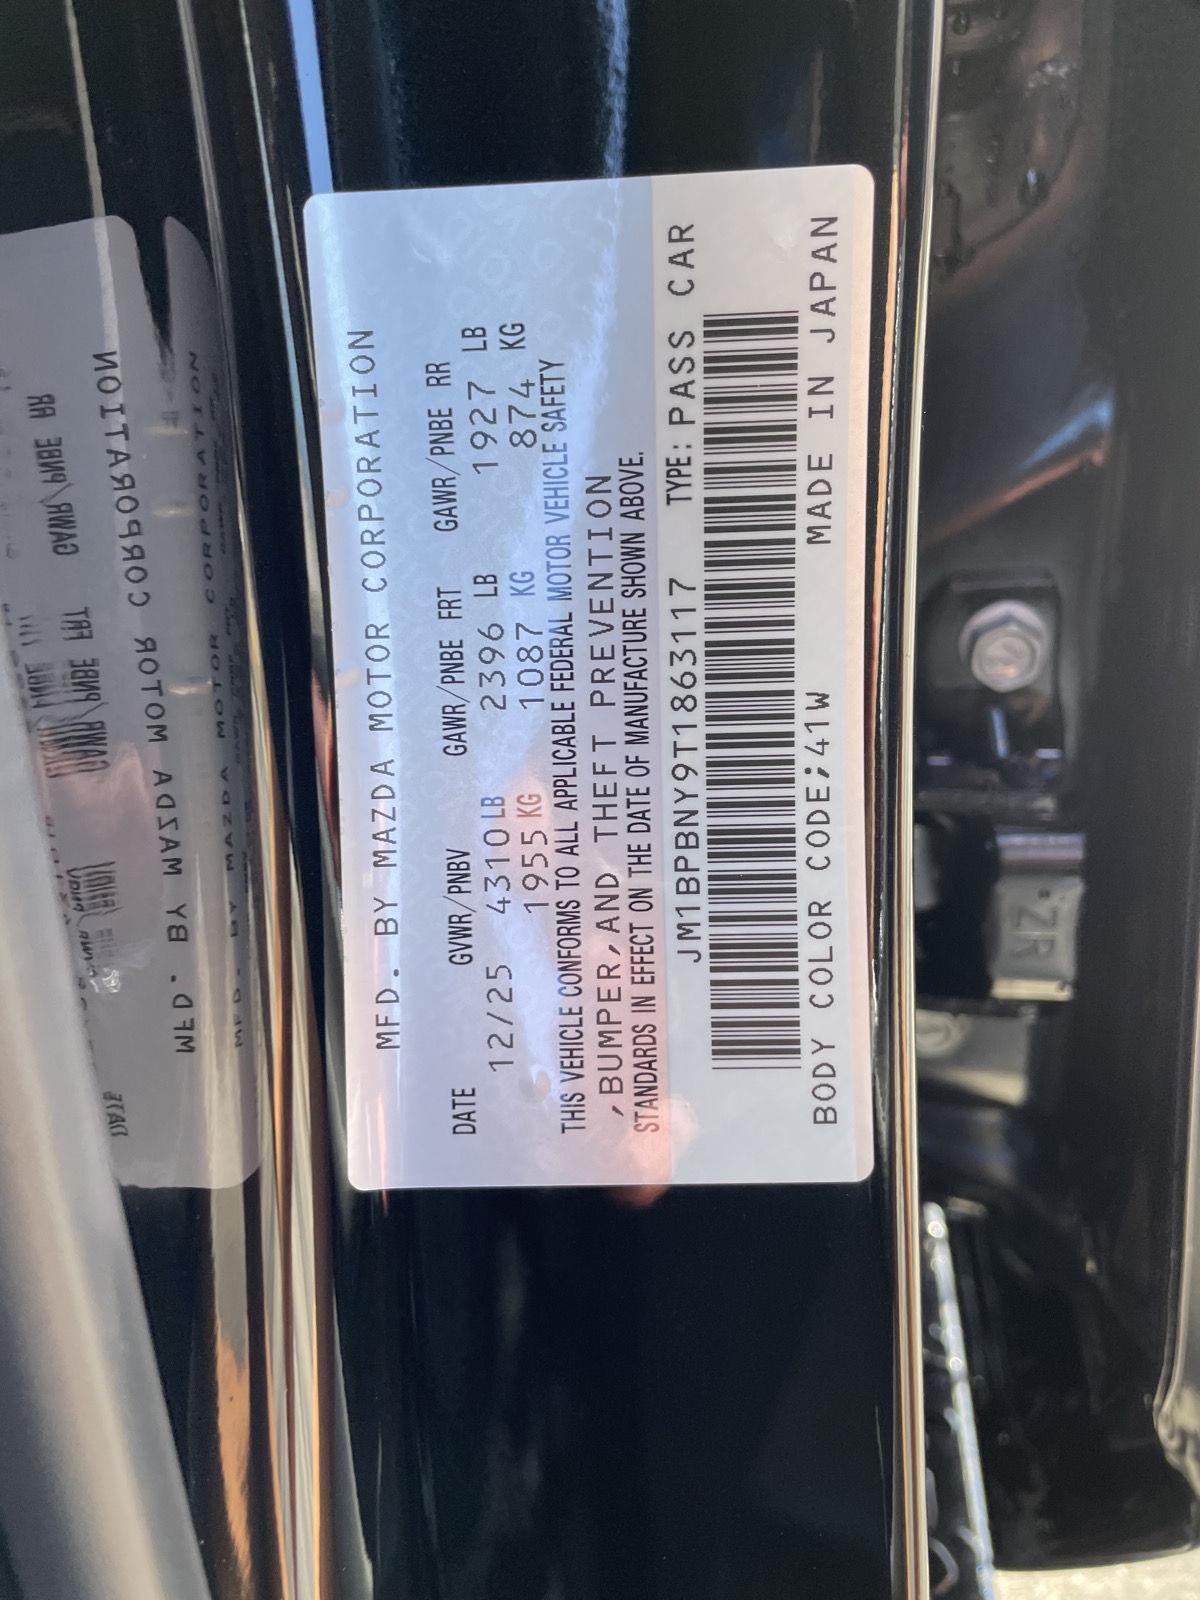 MFD. BY MAZDA MOTOR CORPORATION
DATE GVWR/PNBV GAWR/PNBE FRT GAWR/PNBE RR
12/25 4310 LB 2396 LB 1927 LB
1955 KG 1087 KG 874 KG
THIS VEHICLE CONFORMS TO ALL APPLICABLE FEDERAL MOTOR VEHICLE SAFETY
,BUMPER,AND THEFT PREVENTION
STANDARDS IN EFFECT ON THE DATE OF MANUFACTURE SHOWN ABOVE.
JM1BPBNY9T1863117 TYPE: PASS CAR
BODY COLOR CODE;41W MADE IN JAPAN